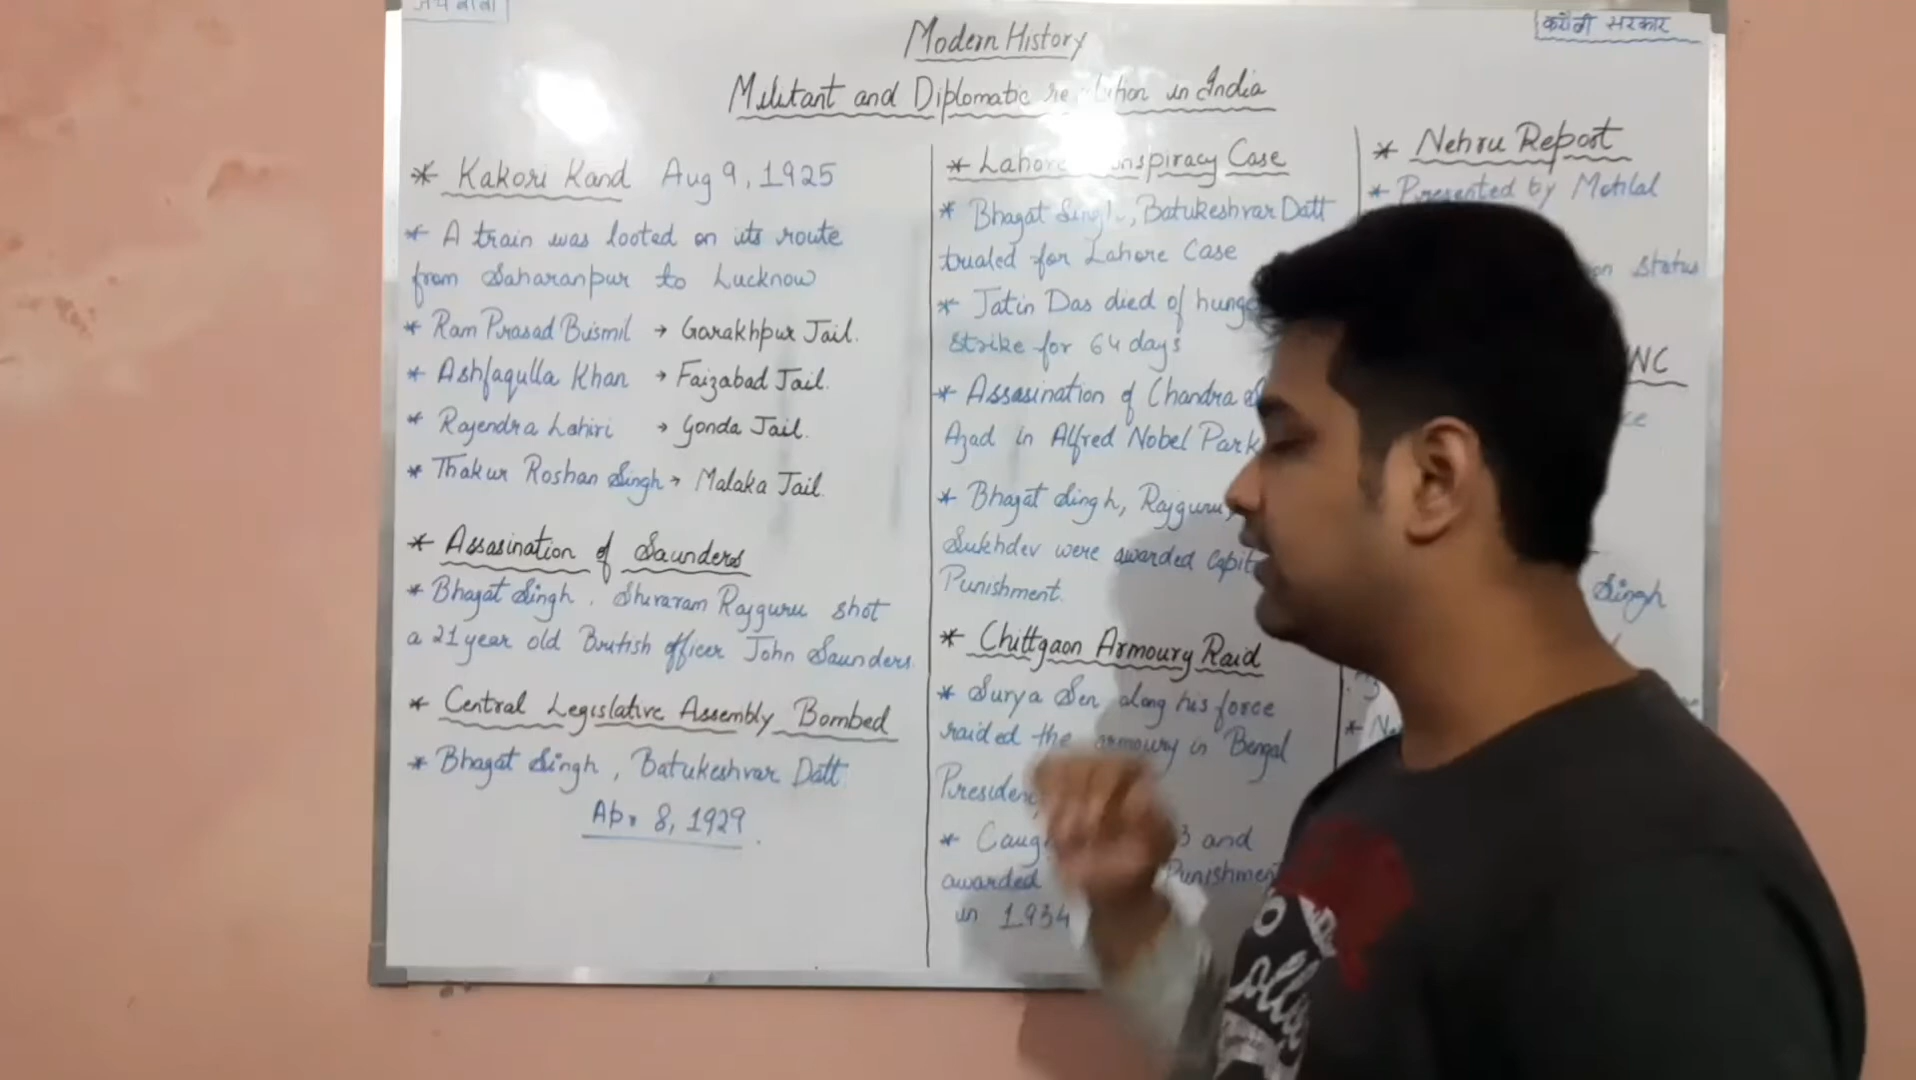 जय बाबा
करौली सरकार
Modern History
Militant and Diplomatic in India
* Kakori Kand Aug 9, 1925
* A train was looted on its route
from Saharanpur to Lucknow
* Ram Prasad Bismil → Gorakhpur Jail.
* Ashfaqulla Khan → Faizabad Jail.
* Rajendra Lahiri → Gonda Jail.
* Thakur Roshan Singh → Malaka Jail.
* Assasination of Saunders
* Bhagat Singh, Shivaram Rajguru shot
a 21 year old British officer John Saunders
* Central Legislative Assembly Bombed
* Bhagat Singh, Batukeshvar Datt
Apr 8, 1929.
* Lahore Conspiracy Case
* Bhagat Singh, Batukeshvar Datt
trialed for Lahore Case
* Jatin Das died of
strike for 64 days
* Assasination of Chandra
Azad in Alfred Nobel Park
* Bhagat Singh, Rajguru,
Sukhdev were awarded
Punishment.
* Chittgaon Armoury Raid
* Surya Sen along his force
raided the armoury in Bengal
* and
awarded Punishment
in 1934
* Nehru Report
* Presented by Motilal
Status
Singh